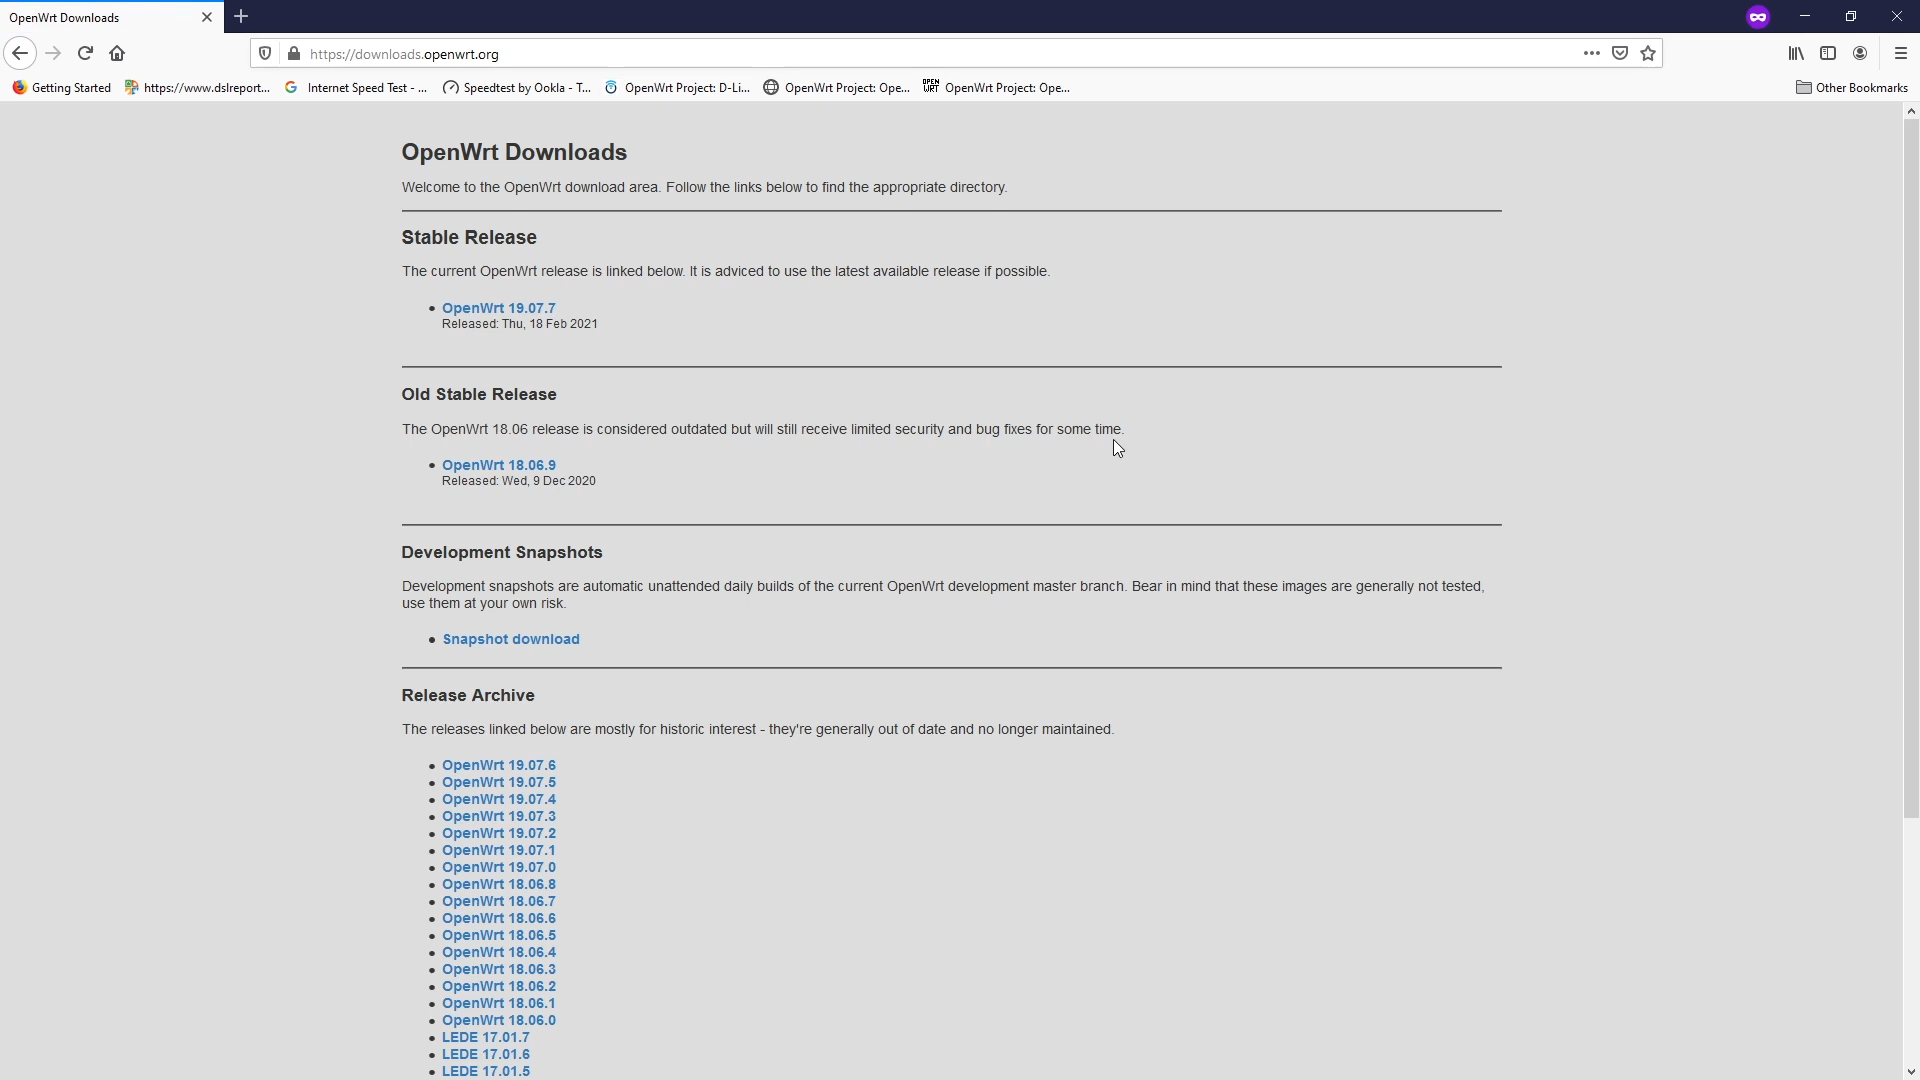 OpenWrt Downloads
https://downloads.openwrt.org
Getting Started
https://www.dslreport...
Internet Speed Test - ...
Speedtest by Ookla - T...
OpenWrt Project: D-Li...
OpenWrt Project: Ope...
OPEN
WRT
OpenWrt Project: Ope...
Other Bookmarks
OpenWrt Downloads
Welcome to the OpenWrt download area. Follow the links below to find the appropriate directory.
Stable Release
The current OpenWrt release is linked below. It is adviced to use the latest available release if possible.
OpenWrt 19.07.7
Released: Thu, 18 Feb 2021
Old Stable Release
The OpenWrt 18.06 release is considered outdated but will still receive limited security and bug fixes for some time.
OpenWrt 18.06.9
Released: Wed, 9 Dec 2020
Development Snapshots
Development snapshots are automatic unattended daily builds of the current OpenWrt development master branch. Bear in mind that these images are generally not tested,
use them at your own risk.
Snapshot download
Release Archive
The releases linked below are mostly for historic interest - they're generally out of date and no longer maintained.
OpenWrt 19.07.6
OpenWrt 19.07.5
OpenWrt 19.07.4
OpenWrt 19.07.3
OpenWrt 19.07.2
OpenWrt 19.07.1
OpenWrt 19.07.0
OpenWrt 18.06.8
OpenWrt 18.06.7
OpenWrt 18.06.6
OpenWrt 18.06.5
OpenWrt 18.06.4
OpenWrt 18.06.3
OpenWrt 18.06.2
OpenWrt 18.06.1
OpenWrt 18.06.0
LEDE 17.01.7
LEDE 17.01.6
LEDE 17.01.5